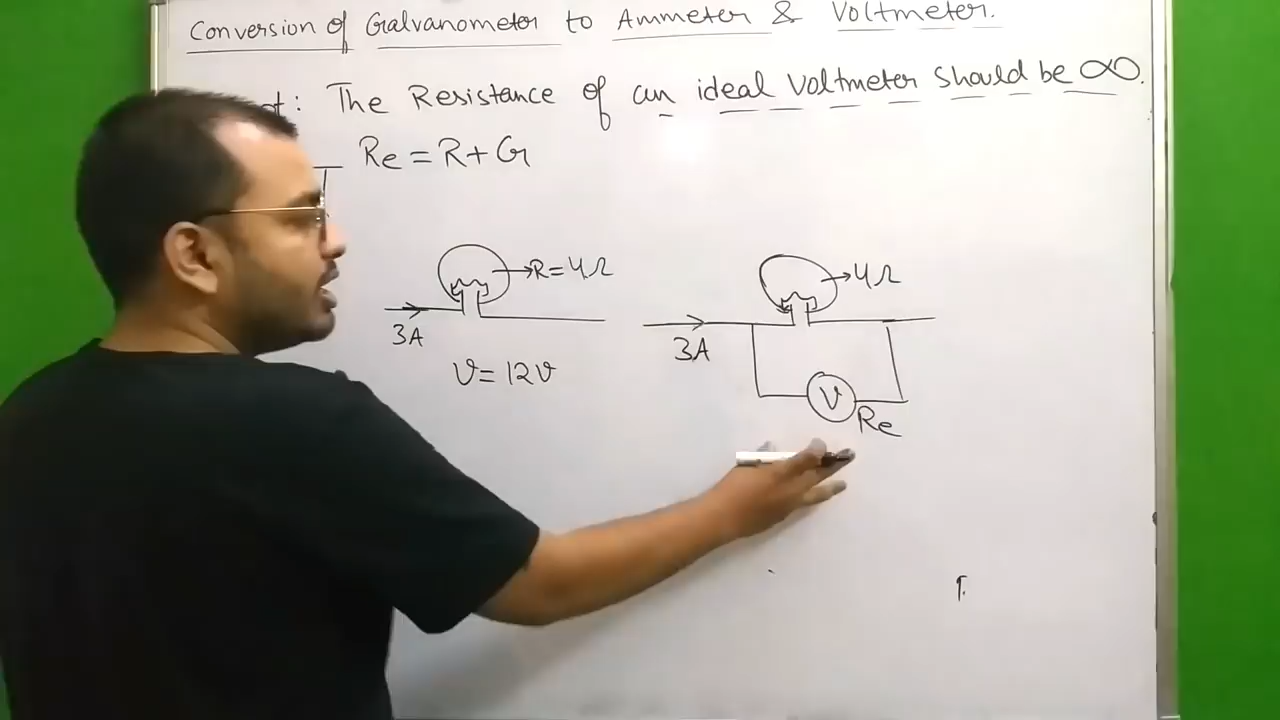 Conversion of Galvanometer to Ammeter & Voltmeter.
: The Resistance of an ideal Voltmeter should be ∞.
Re = R + G
R = 4Ω
3A
V = 12V
4Ω
3A
V
Re